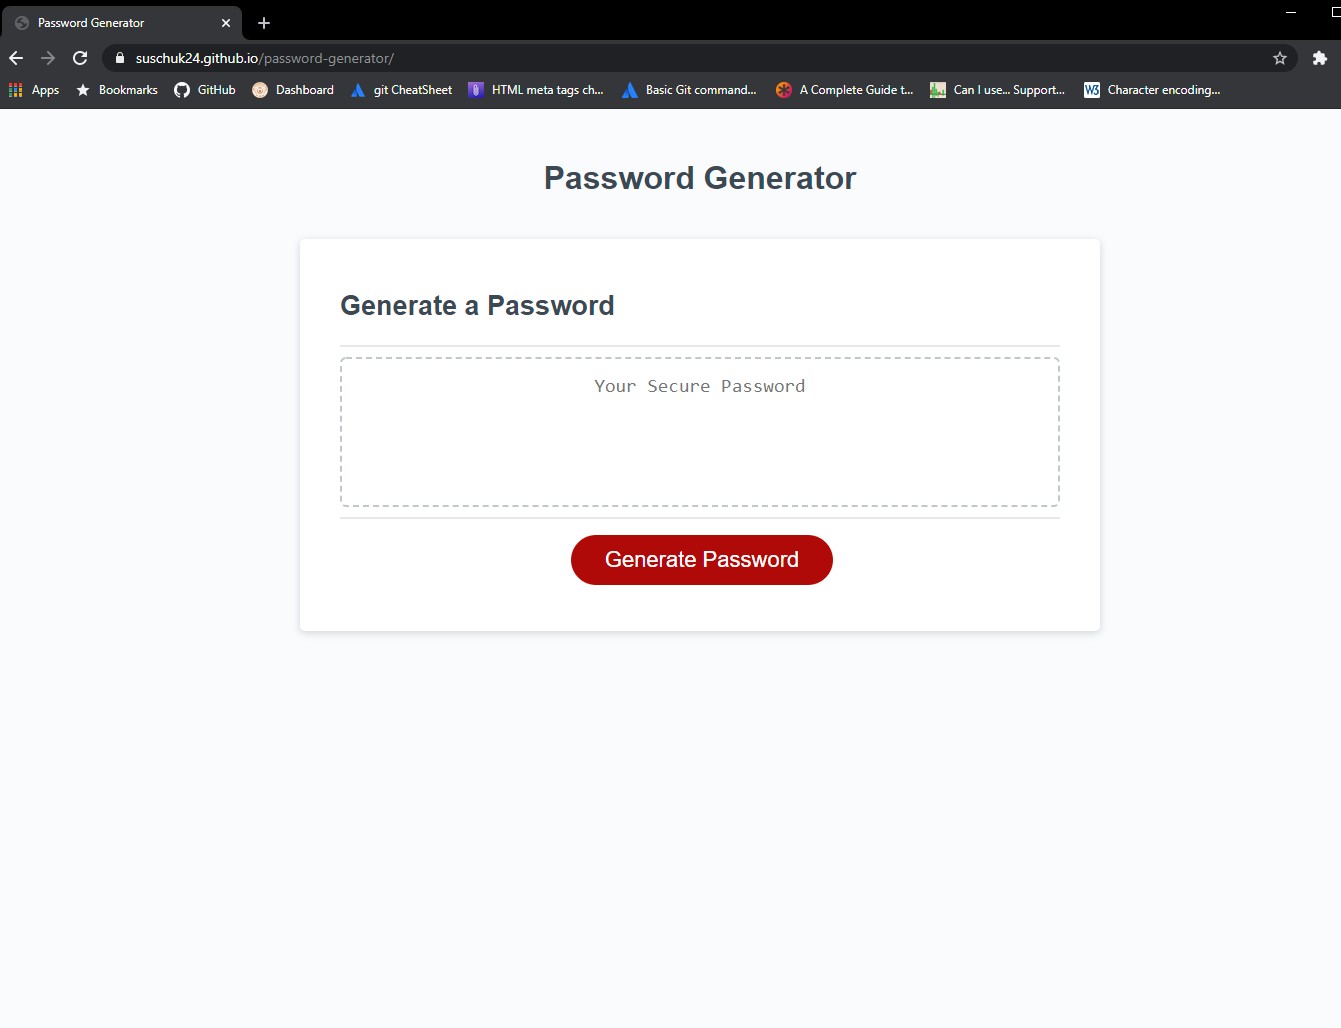 Password Generator
suschuk24.github.io/password-generator/
Apps Bookmarks GitHub Dashboard git CheatSheet HTML meta tags ch... Basic Git command... A Complete Guide t... Can I use... Support... W3 Character encoding...
Password Generator
Generate a Password
Your Secure Password
Generate Password